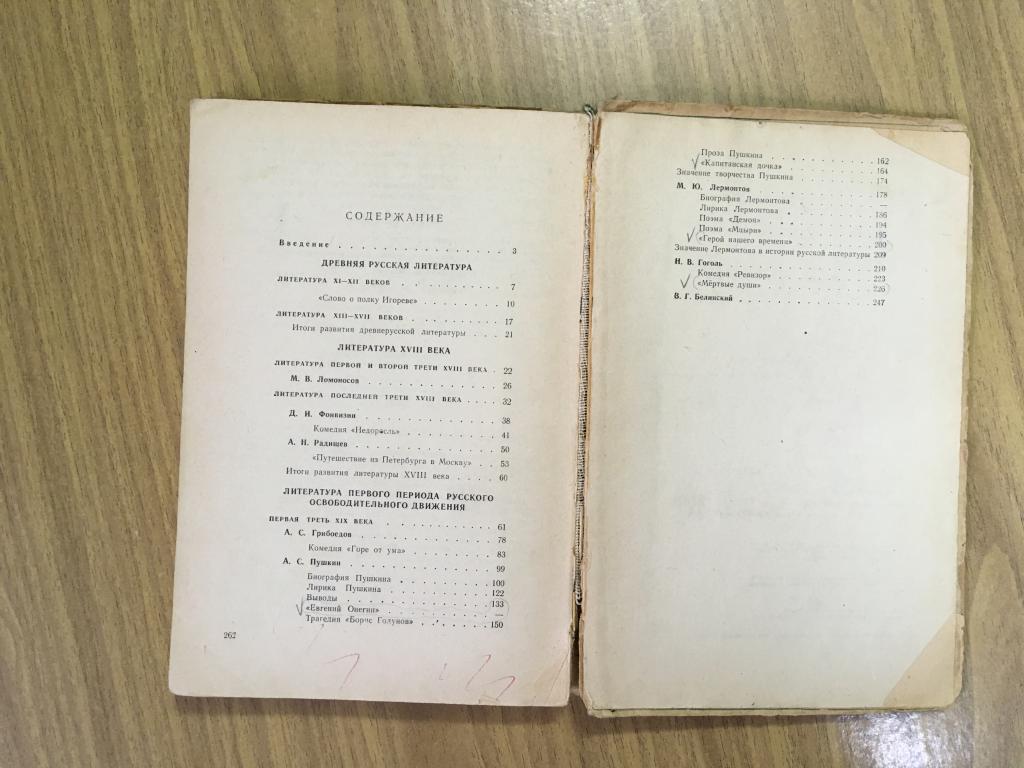 СОДЕРЖАНИЕ
Введение . . . . . . . . . . . . . . . 3
ДРЕВНЯЯ РУССКАЯ ЛИТЕРАТУРА
ЛИТЕРАТУРА XI—XII ВЕКОВ . . . . . . . . . . 7
«Слово о полку Игореве» . . . . . . . . 10
ЛИТЕРАТУРА XIII—XVII ВЕКОВ . . . . . . . . . 17
Итоги развития древнерусской литературы . . . 21
ЛИТЕРАТУРА XVIII ВЕКА
ЛИТЕРАТУРА ПЕРВОЙ И ВТОРОЙ ТРЕТИ XVIII ВЕКА . 22
М. В. Ломоносов . . . . . . . . . . . . 26
ЛИТЕРАТУРА ПОСЛЕДНЕЙ ТРЕТИ XVIII ВЕКА . . . . 32
Д. И. Фонвизин . . . . . . . . . . . . 38
Комедия «Недоросль» . . . . . . . . . 41
А. Н. Радищев . . . . . . . . . . . . . 50
«Путешествие из Петербурга в Москву» . . 53
Итоги развития литературы XVIII века . . . . 60
ЛИТЕРАТУРА ПЕРВОГО ПЕРИОДА РУССКОГО
ОСВОБОДИТЕЛЬНОГО ДВИЖЕНИЯ
ПЕРВАЯ ТРЕТЬ XIX ВЕКА . . . . . . . . . . 61
А. С. Грибоедов . . . . . . . . . . . . 78
Комедия «Горе от ума» . . . . . . . . 83
А. С. Пушкин . . . . . . . . . . . . . 99
Биография Пушкина . . . . . . . . . 100
Лирика Пушкина . . . . . . . . . . 122
Выводы . . . . . . . . . . . . . 133
«Евгений Онегин» . . . . . . . . . . —
Трагедия «Борис Годунов» . . . . . . . 150
262
Проза Пушкина . . . . . . . . . . . 162
«Капитанская дочка» . . . . . . . . . 164
Значение творчества Пушкина . . . . . . . . 174
М. Ю. Лермонтов . . . . . . . . . . . . 178
Биография Лермонтова . . . . . . . . . —
Лирика Лермонтова . . . . . . . . . 186
Поэма «Демон» . . . . . . . . . . . 194
Поэма «Мцыри» . . . . . . . . . . . 195
«Герой нашего времени» . . . . . . . . 200
Значение Лермонтова в истории русской литературы 209
Н. В. Гоголь . . . . . . . . . . . . . 210
Комедия «Ревизор» . . . . . . . . . . 223
«Мёртвые души» . . . . . . . . . . . 226
В. Г. Белинский . . . . . . . . . . . . 247